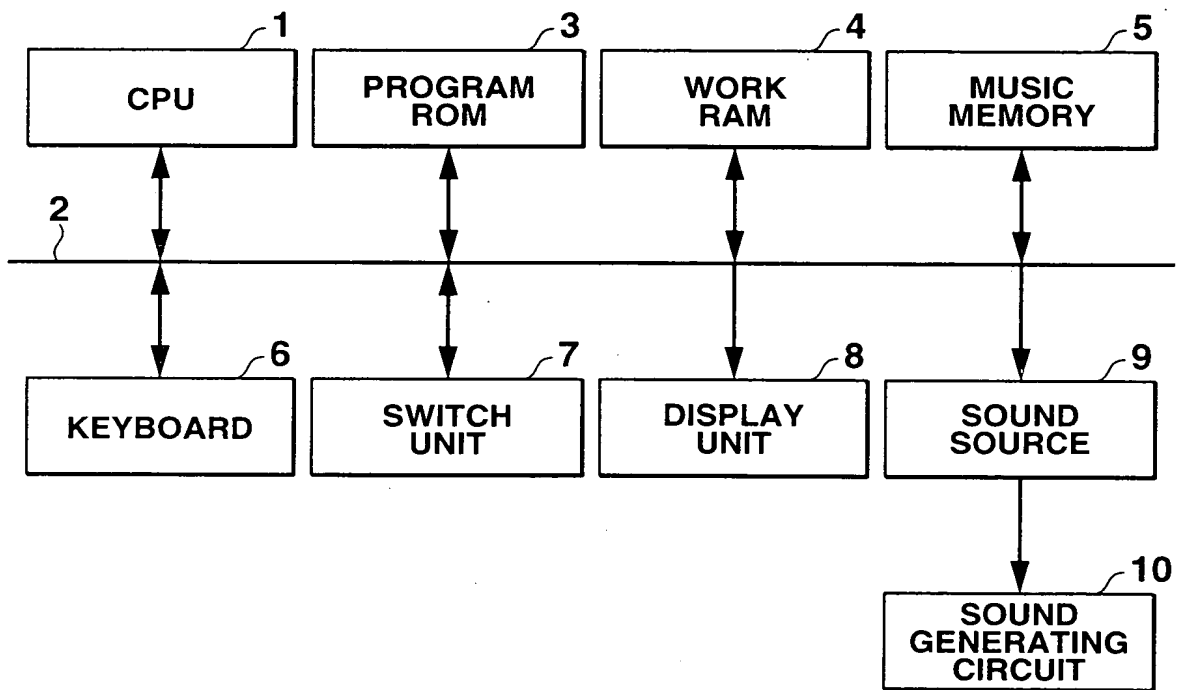 1
3
4
5
CPU
PROGRAM
ROM
WORK
RAM
MUSIC
MEMORY
2
6
7
8
9
KEYBOARD
SWITCH
UNIT
DISPLAY
UNIT
SOUND
SOURCE
10
SOUND
GENERATING
CIRCUIT